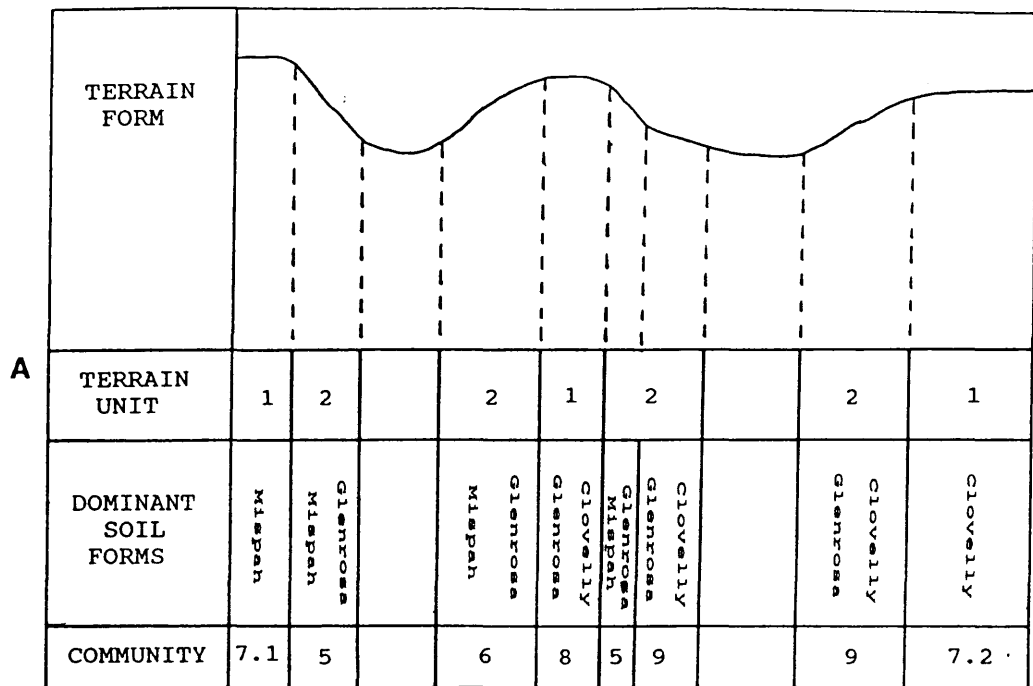 TERRAIN
FORM
A
TERRAIN
UNIT
1 2 2 1 2 2 1
DOMINANT
SOIL
FORMS
Mispah
Glenrosa
Mispah
Glenrosa
Mispah
Clovelly
Glenrosa
Glenrosa
Mispah
Clovelly
Glenrosa
Clovelly
Glenrosa
Clovelly
COMMUNITY 7.1 5 6 8 5 9 9 7.2